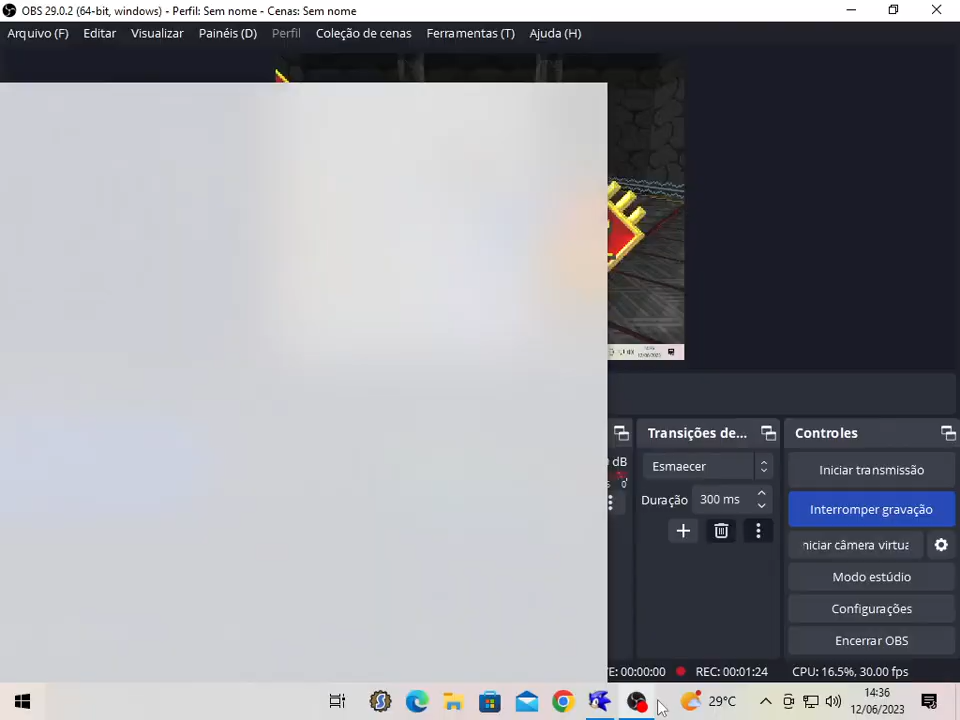 OBS 29.0.2 (64-bit, windows) - Perfil: Sem nome - Cenas: Sem nome
Arquivo (F) Editar Visualizar Painéis (D) Perfil Coleção de cenas Ferramentas (T) Ajuda (H)
Transições de... Controles
dB
0
Esmaecer
Duração 300 ms
Iniciar transmissão
Interromper gravação
niciar câmera virtua
Modo estúdio
Configurações
Encerrar OBS
E: 00:00:00 REC: 00:01:24 CPU: 16.5%, 30.00 fps
29°C
14:36
12/06/2023